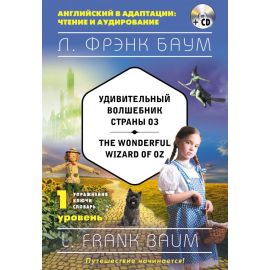 АНГЛИЙСКИЙ В АДАПТАЦИИ:
ЧТЕНИЕ И АУДИРОВАНИЕ
+ CD
Л. ФРЭНК БАУМ
УДИВИТЕЛЬНЫЙ
ВОЛШЕБНИК
СТРАНЫ ОЗ
THE WONDERFUL
WIZARD OF OZ
1
УПРАЖНЕНИЯ
КЛЮЧИ
СЛОВАРЬ
уровень
L. FRANK BAUM
Путешествие начинается!